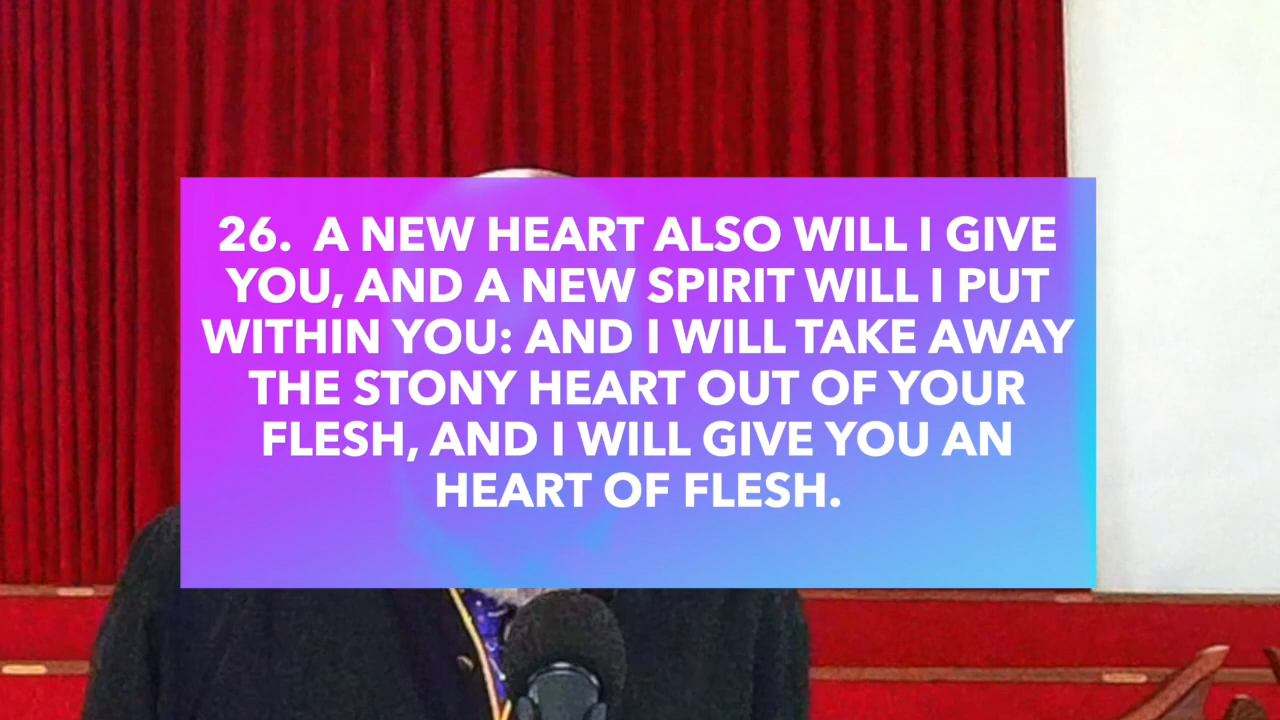 26.  A NEW HEART ALSO WILL I GIVE
YOU, AND A NEW SPIRIT WILL I PUT
WITHIN YOU: AND I WILL TAKE AWAY
THE STONY HEART OUT OF YOUR
FLESH, AND I WILL GIVE YOU AN
HEART OF FLESH.